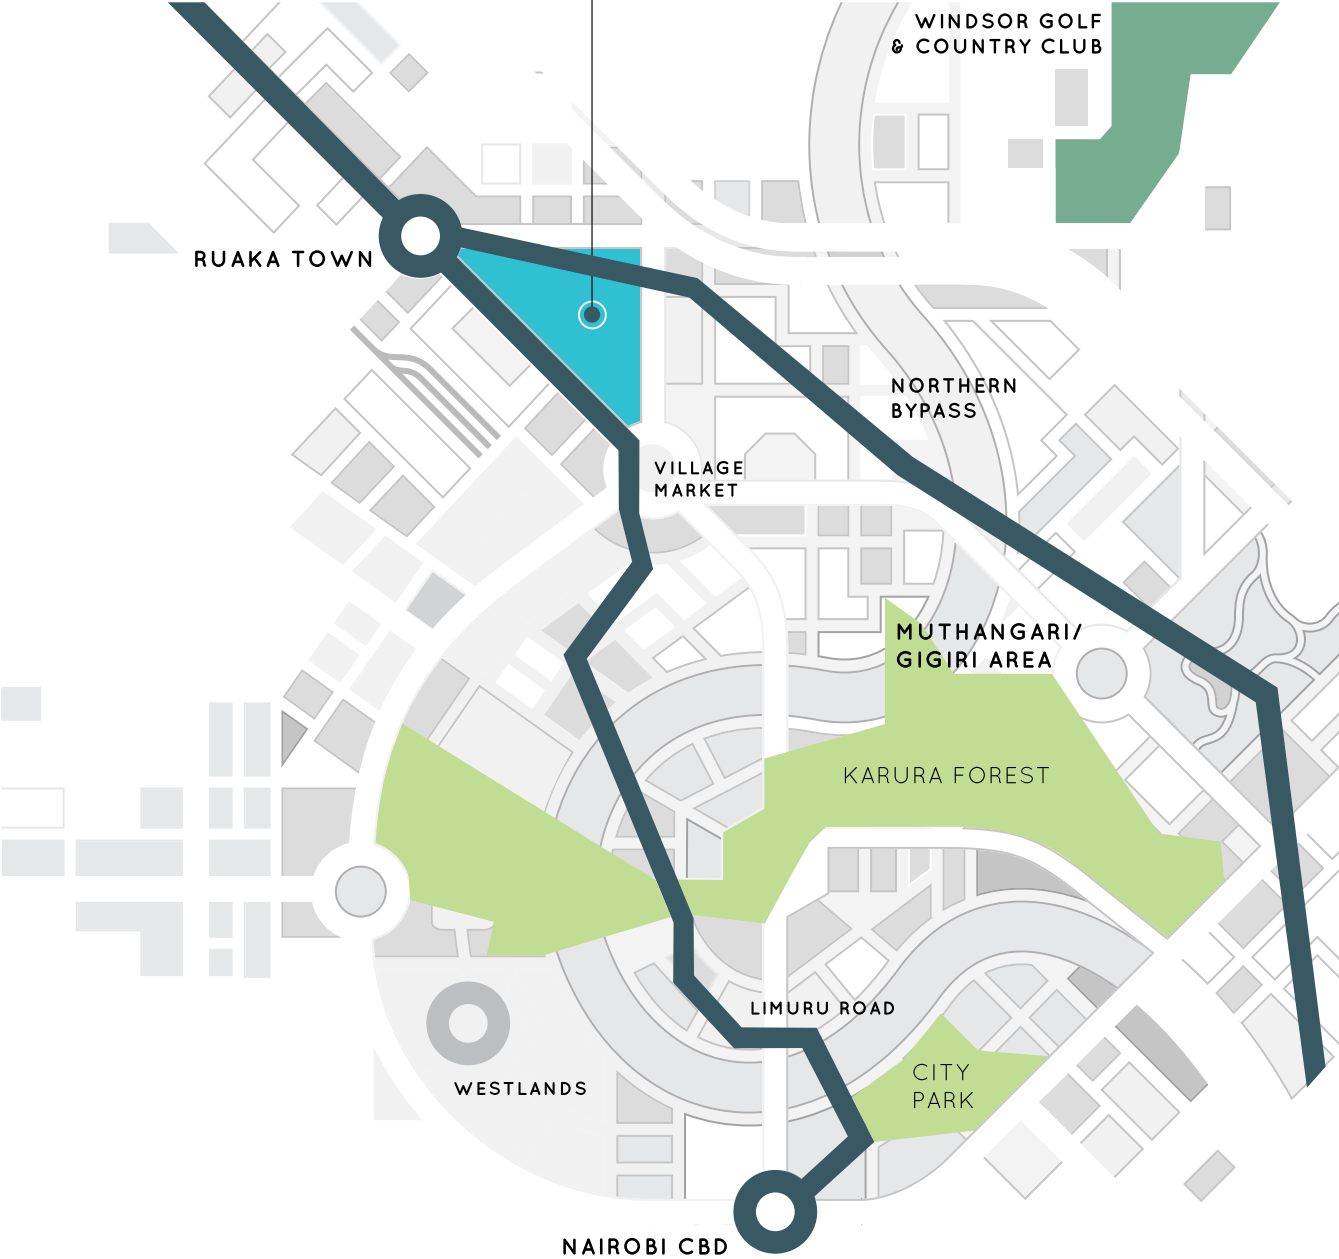 WINDSOR GOLF
& COUNTRY CLUB
RUAKA TOWN
NORTHERN
BYPASS
VILLAGE
MARKET
MUTHANGARI/
GIGIRI AREA
KARURA FOREST
LIMURU ROAD
CITY
PARK
WESTLANDS
NAIROBI CBD